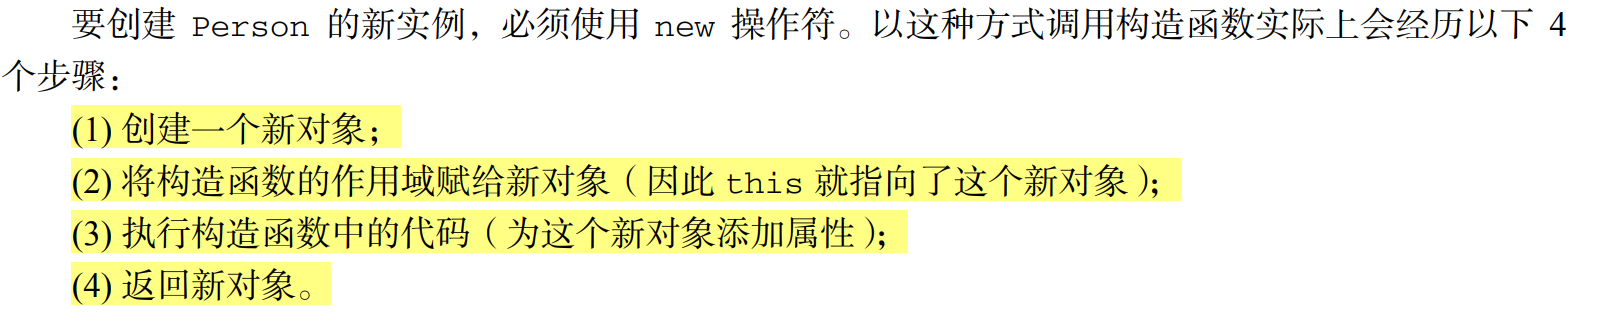 要创建 Person 的新实例，必须使用 new 操作符。以这种方式调用构造函数实际上会经历以下 4
个步骤：
(1) 创建一个新对象；
(2) 将构造函数的作用域赋给新对象（因此 this 就指向了这个新对象）；
(3) 执行构造函数中的代码（为这个新对象添加属性）；
(4) 返回新对象。